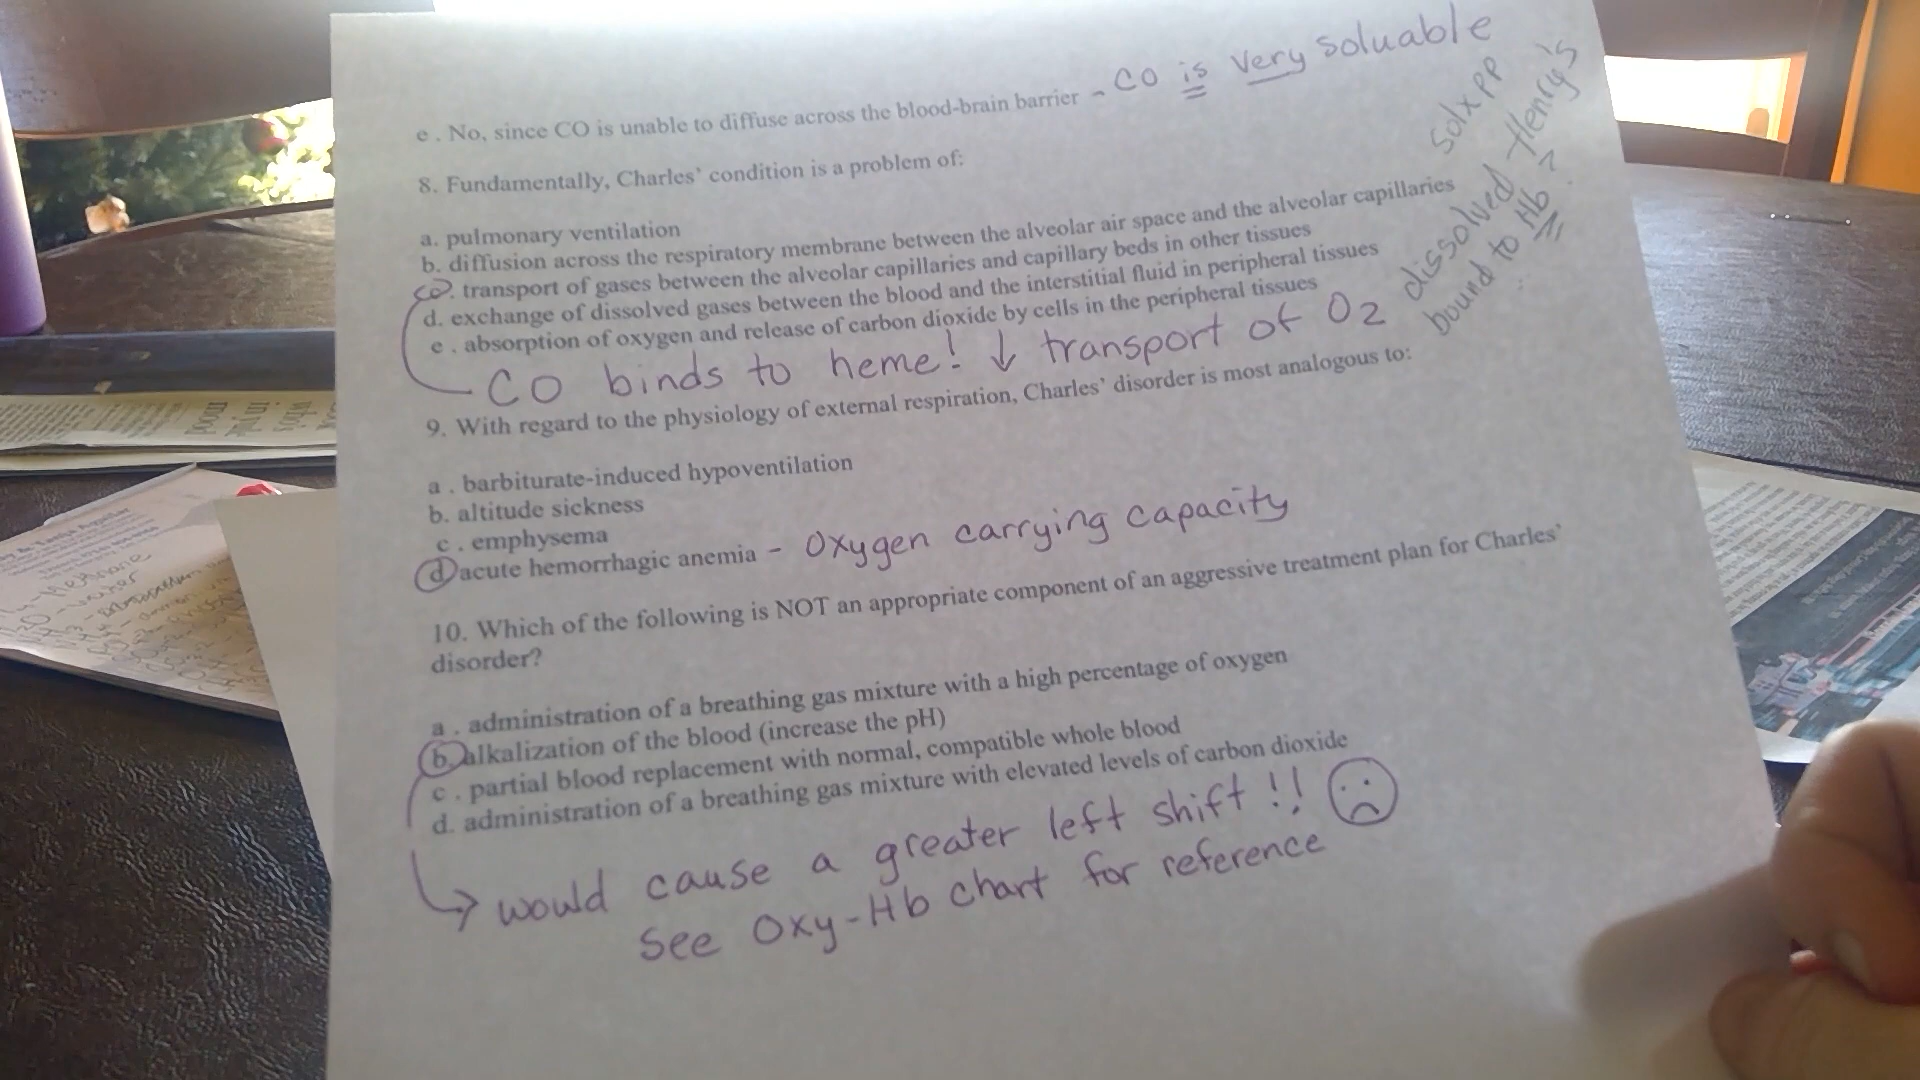 e . No, since CO is unable to diffuse across the blood-brain barrier - CO is very soluable
solx pp
dissolved Henry's
bound to Hb?
8. Fundamentally, Charles' condition is a problem of:
a. pulmonary ventilation
b. diffusion across the respiratory membrane between the alveolar air space and the alveolar capillaries
c. transport of gases between the alveolar capillaries and capillary beds in other tissues
d. exchange of dissolved gases between the blood and the interstitial fluid in peripheral tissues
e . absorption of oxygen and release of carbon dioxide by cells in the peripheral tissues
CO binds to heme! ↓ transport of O2
9. With regard to the physiology of external respiration, Charles' disorder is most analogous to:
a . barbiturate-induced hypoventilation
b. altitude sickness
c . emphysema
d acute hemorrhagic anemia - oxygen carrying capacity
10. Which of the following is NOT an appropriate component of an aggressive treatment plan for Charles'
disorder?
a . administration of a breathing gas mixture with a high percentage of oxygen
b. alkalization of the blood (increase the pH)
c . partial blood replacement with normal, compatible whole blood
d. administration of a breathing gas mixture with elevated levels of carbon dioxide
→ would cause a greater left shift!!
see Oxy-Hb chart for reference